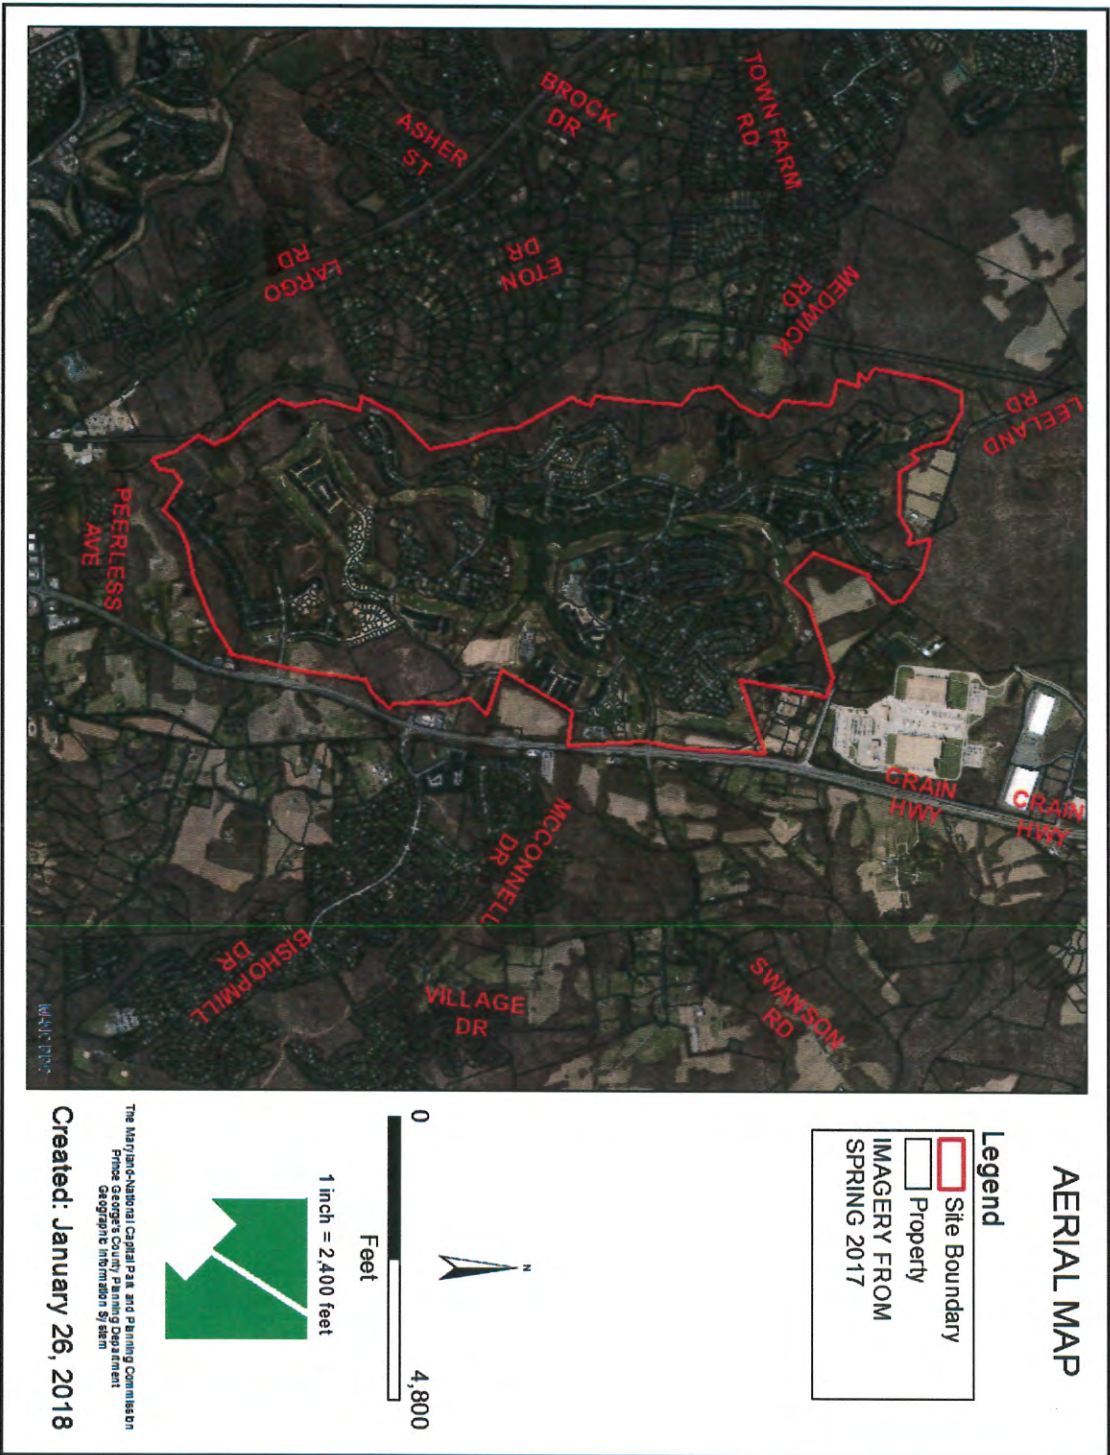 AERIAL MAP
Legend
Site Boundary
Property
IMAGERY FROM
SPRING 2017
TOWN FARM
RD
BROCK
DR
ASHER
ST
LARGO
RD
ETON
DR
MEDWICK
RD
LEELAND
RD
PEERLESS
AVE
CRAIN
HWY
CRAIN
HWY
MCCONNELL
DR
BISHOPMILL
DR
VILLAGE
DR
SWANSON
RD
N
0
4,800
Feet
1 inch = 2,400 feet
The Maryland-National Capital Park and Planning Commission
Prince George's County Planning Department
Geographic Information System
Created: January 26, 2018